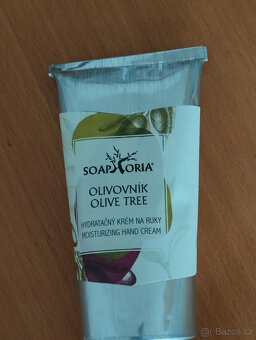 SOAPHORIA
OLIVOVNÍK
OLIVE TREE
HYDRATAČNÝ KRÉM NA RUKY
MOISTURIZING HAND CREAM
Bazos.cz